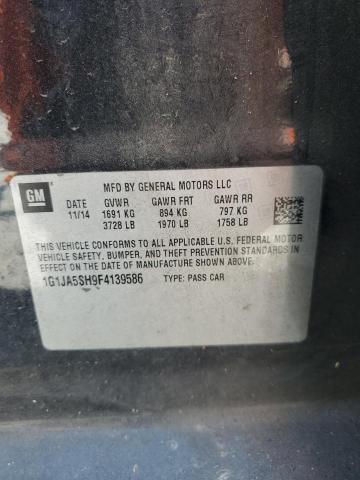 GM
MFD BY GENERAL MOTORS LLC
DATE GVWR GAWR FRT GAWR RR
11/14 1691 KG 894 KG 797 KG
3728 LB 1970 LB 1758 LB
THIS VEHICLE CONFORMS TO ALL APPLICABLE U.S. FEDERAL MOTOR
VEHICLE SAFETY, BUMPER, AND THEFT PREVENTION STANDARDS IN
EFFECT ON THE DATE OF MANUFACTURE SHOWN ABOVE.
1G1JA5SH9F4139586 TYPE: PASS CAR